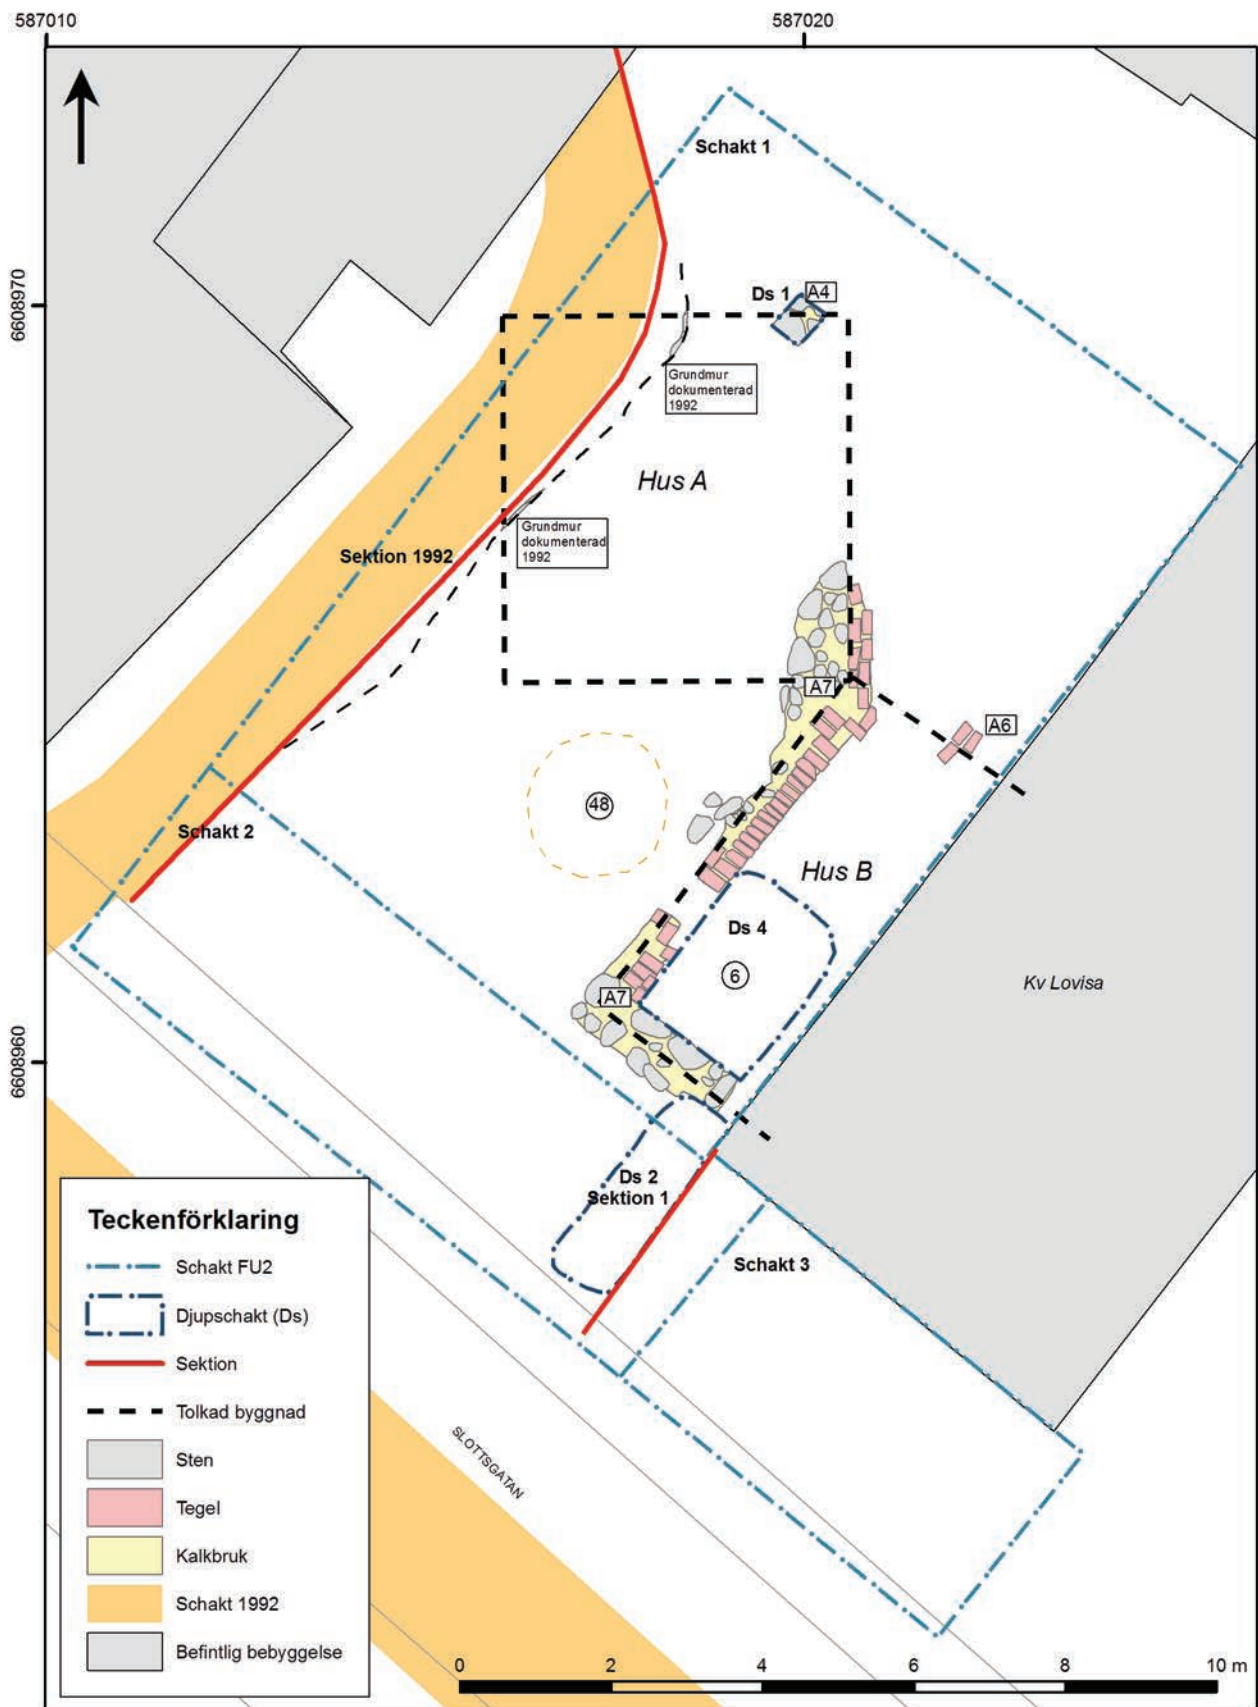 587010
587020
Schakt 1
6608970
Ds 1
A4
Grundmur
dokumenterad
1992
Hus A
Grundmur
dokumenterad
1992
Sektion 1992
A7
A6
48
Schakt 2
Hus B
Ds 4
6
Kv Lovisa
A7
6608960
Ds 2
Sektion 1
Schakt 3
SLOTTSGATAN
Teckenförklaring
Schakt FU2
Djupschakt (Ds)
Sektion
Tolkad byggnad
Sten
Tegel
Kalkbruk
Schakt 1992
Befintlig bebyggelse
0 2 4 6 8 10 m